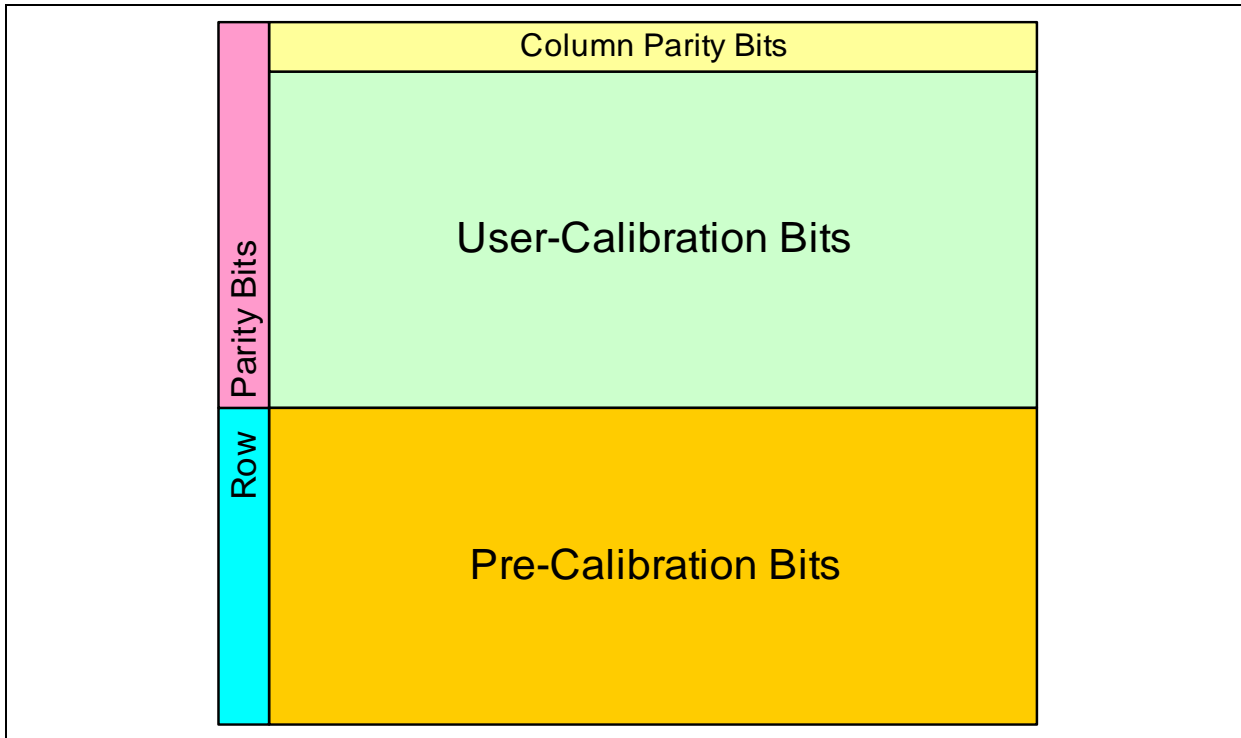 Column Parity Bits
User-Calibration Bits
Row Parity Bits
Pre-Calibration Bits